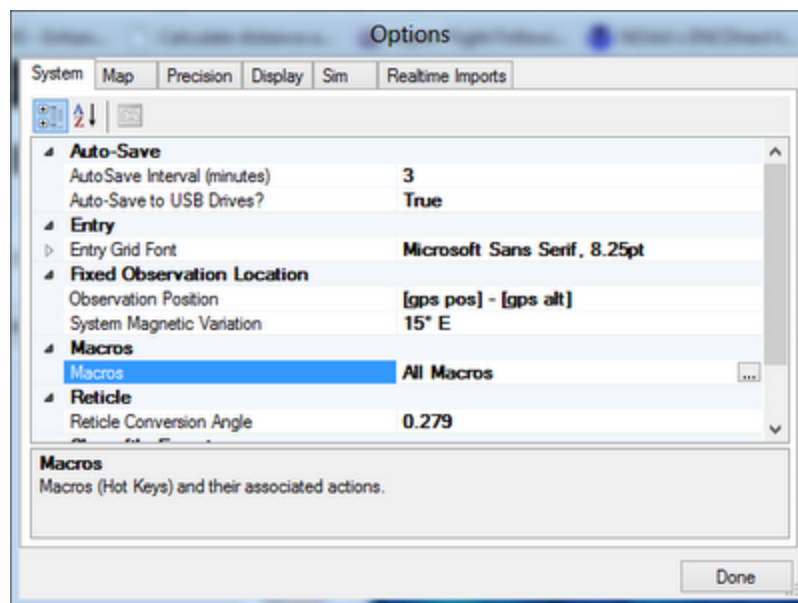 Options
System Map Precision Display Sim Realtime Imports
Auto-Save
AutoSave Interval (minutes) 3
Auto-Save to USB Drives? True
Entry
Entry Grid Font Microsoft Sans Serif, 8.25pt
Fixed Observation Location
Observation Position [gps pos] - [gps alt]
System Magnetic Variation 15° E
Macros
Macros All Macros ...
Reticle
Reticle Conversion Angle 0.279
Macros
Macros (Hot Keys) and their associated actions.
Done